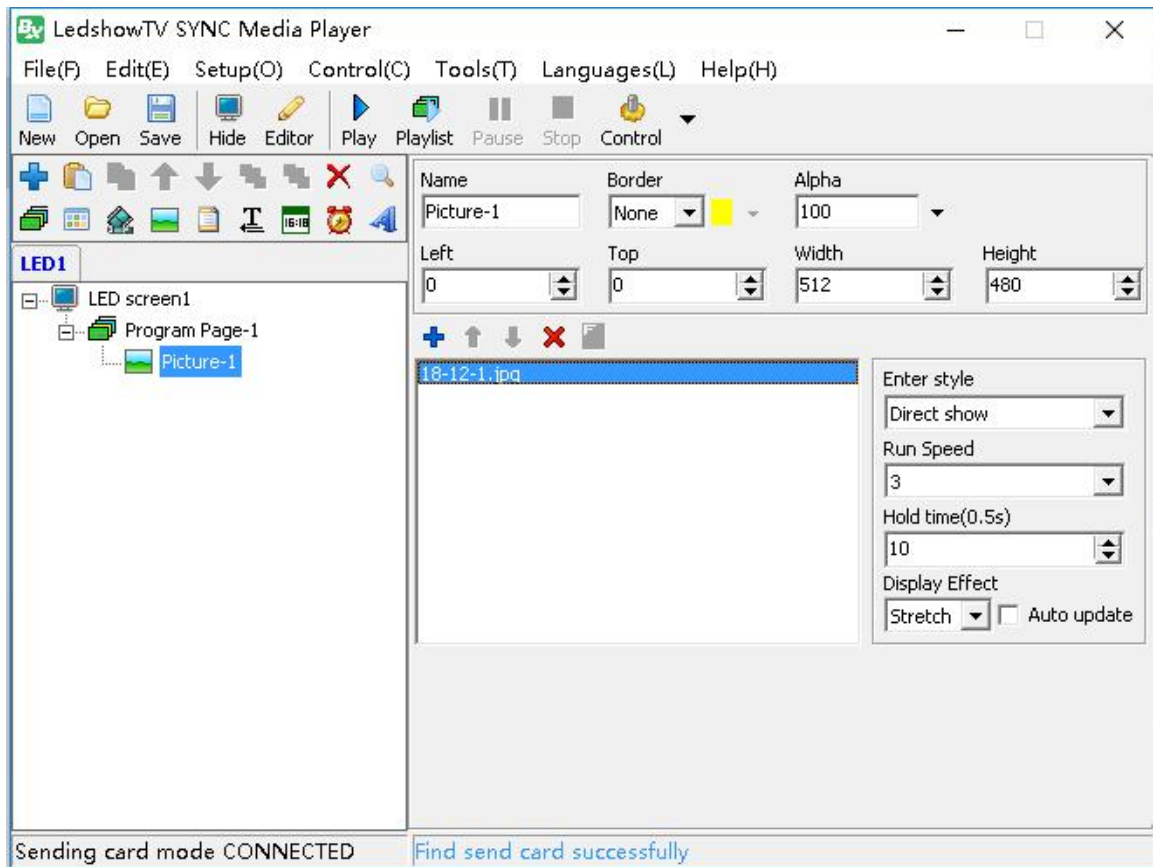 LedshowTV SYNC Media Player
File(F) Edit(E) Setup(O) Control(C) Tools(T) Languages(L) Help(H)
New Open Save Hide Editor Play Playlist Pause Stop Control
16:18
Name Border Alpha
Picture-1 None 100
Left Top Width Height
0 0 512 480
LED1
LED screen1
Program Page-1
Picture-1
18-12-1.jpg
Enter style
Direct show
Run Speed
3
Hold time(0.5s)
10
Display Effect
Stretch Auto update
Sending card mode CONNECTED Find send card successfully